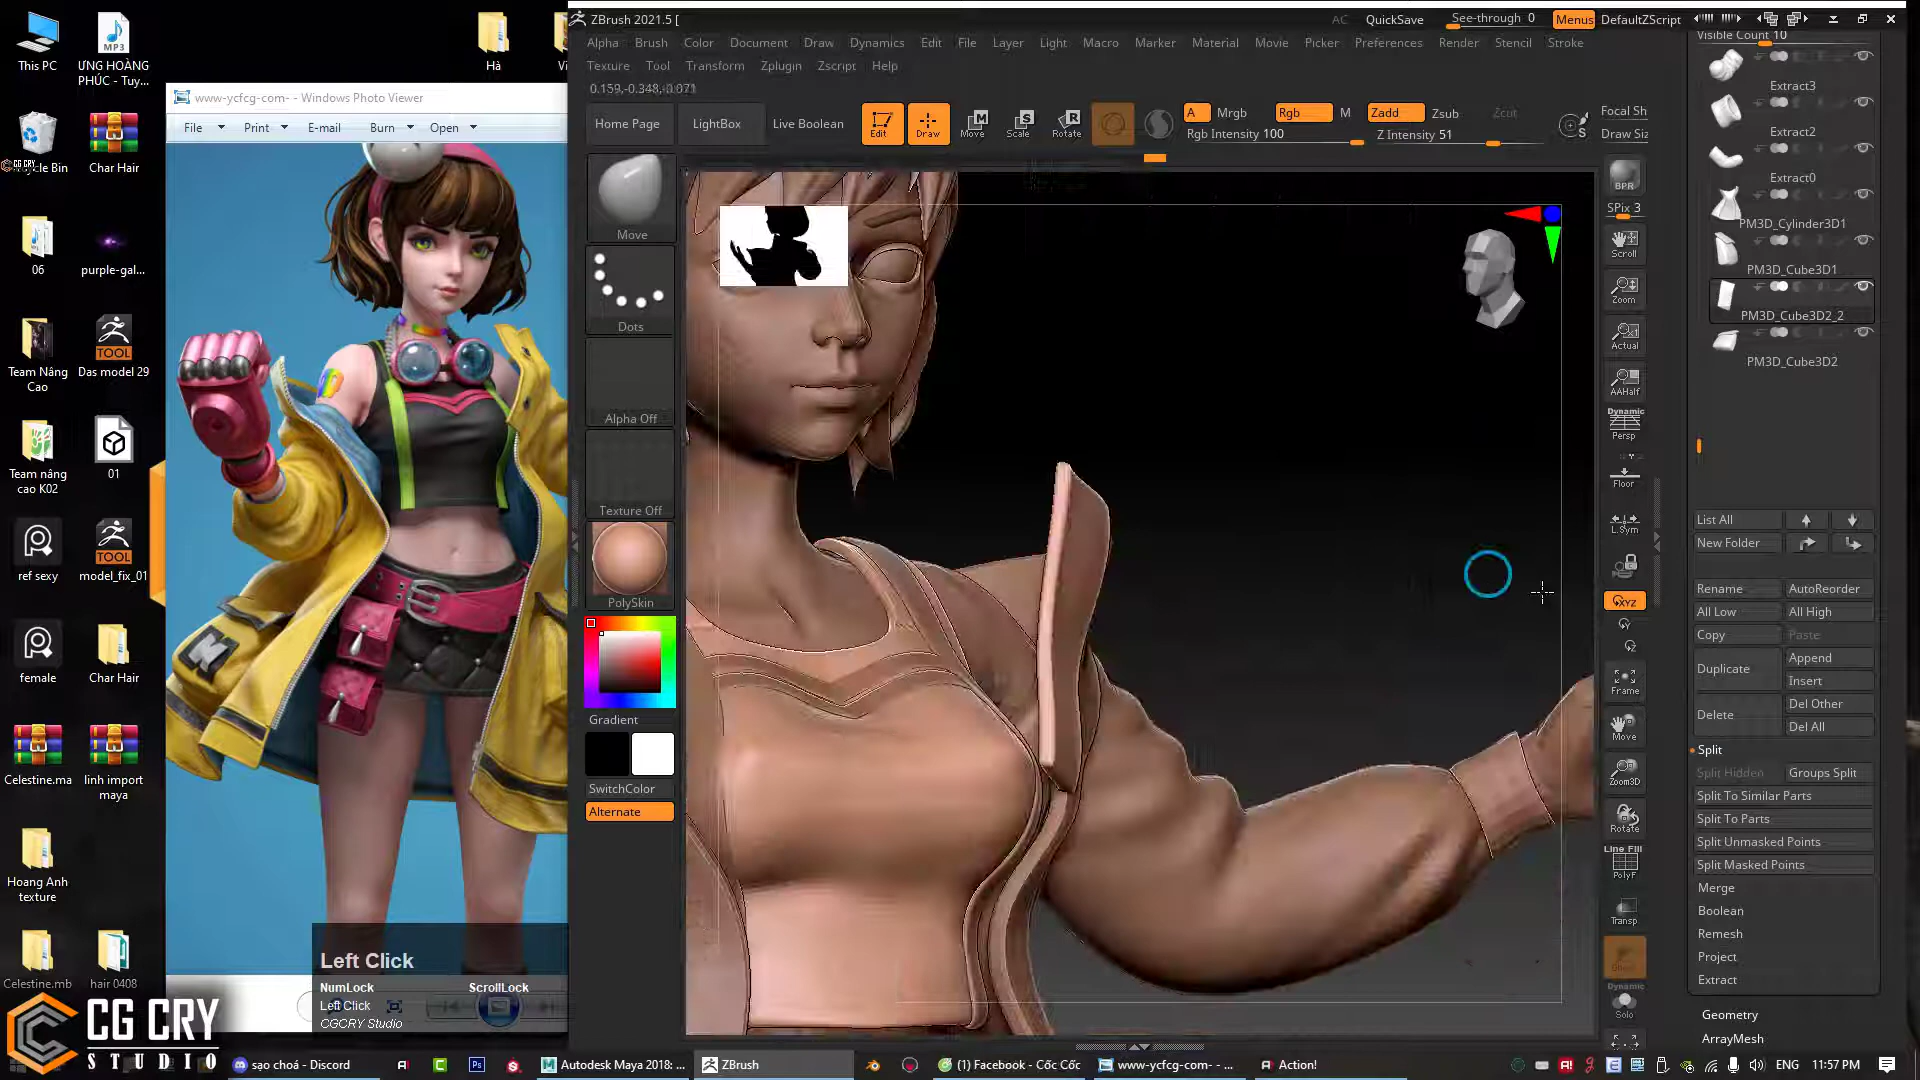 This PC
ƯNG HOÀNG
PHÚC - Tuy...
cycle Bin
CG CRY
Char Hair
06
purple-gal...
Team Nâng
Cao
TOOL
Das model 29
Team nâng
cao K02
01
ref sexy
TOOL
model_fix_01
female
Char Hair
Celestine.ma
linh import
maya
Hoang Anh
texture
Celestine.mb
hair 0408
CG CRY
STUDIO
Hà
www-ycfcg-com- - Windows Photo Viewer
File
Print
E-mail
Burn
Open
Left Click
NumLock
ScrollLock
Left Click
CGCRY Studio
ZBrush 2021.5 [
AC
QuickSave
See-through 0
Menus
DefaultZScript
Alpha
Brush
Color
Document
Draw
Dynamics
Edit
File
Layer
Light
Macro
Marker
Material
Movie
Picker
Preferences
Render
Stencil
Stroke
Texture
Tool
Transform
Zplugin
Zscript
Help
0.159,-0.348,-0.071
Home Page
LightBox
Live Boolean
Edit
Draw
Move
Scale
Rotate
A
Mrgb
Rgb
M
Zadd
Zsub
Zcut
Rgb Intensity 100
Z Intensity 51
Focal Sh
Draw Siz
Move
Dots
Alpha Off
Texture Off
PolySkin
Gradient
SwitchColor
Alternate
BPR
SPix 3
Scroll
Zoom
Actual
AAHalf
Dynamic
Persp
Floor
L.Sym
XYZ
Frame
Move
Zoom3D
Rotate
Line Fill
PolyF
Transp
Dynamic
Solo
Visible Count 10
Extract3
Extract2
Extract0
PM3D_Cylinder3D1
PM3D_Cube3D1
PM3D_Cube3D2_2
PM3D_Cube3D2
List All
New Folder
Rename
AutoReorder
All Low
All High
Copy
Paste
Duplicate
Append
Insert
Delete
Del Other
Del All
Split
Split Hidden
Groups Split
Split To Similar Parts
Split To Parts
Split Unmasked Points
Split Masked Points
Merge
Boolean
Remesh
Project
Extract
Geometry
ArrayMesh
sạo choá - Discord
Autodesk Maya 2018: ...
ZBrush
(1) Facebook - Cốc Cốc
www-ycfcg-com- - ...
Action!
ENG
11:57 PM